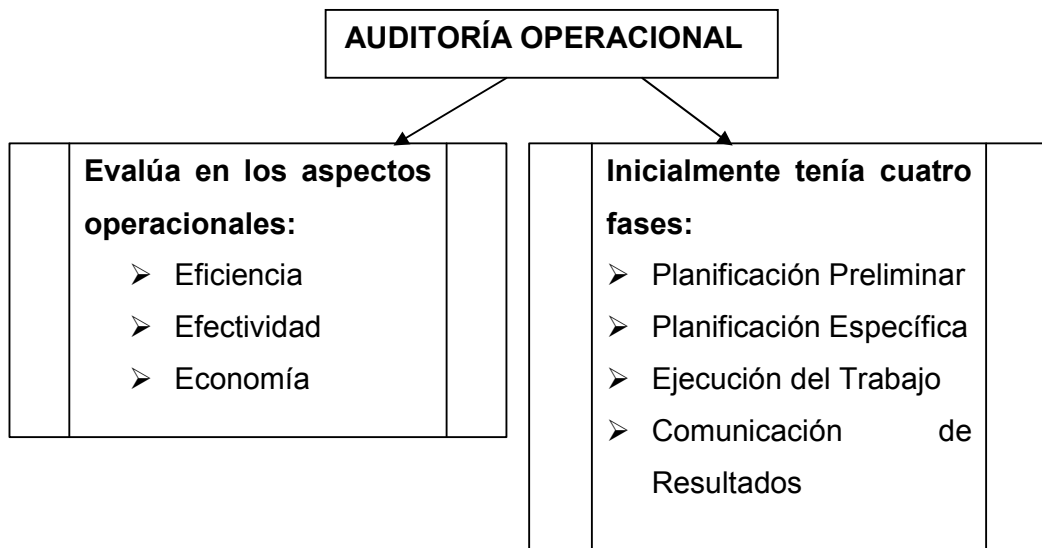 AUDITORÍA OPERACIONAL
Evalúa en los aspectos
operacionales:
➢ Eficiencia
➢ Efectividad
➢ Economía
Inicialmente tenía cuatro
fases:
➢ Planificación Preliminar
➢ Planificación Específica
➢ Ejecución del Trabajo
➢ Comunicación de
Resultados